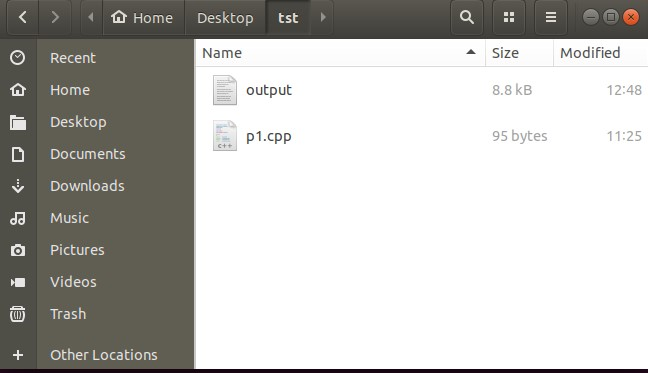 Home Desktop tst
Recent
Home
Desktop
Documents
Downloads
Music
Pictures
Videos
Trash
Other Locations
Name Size Modified
output 8.8 kB 12:48
c++ p1.cpp 95 bytes 11:25